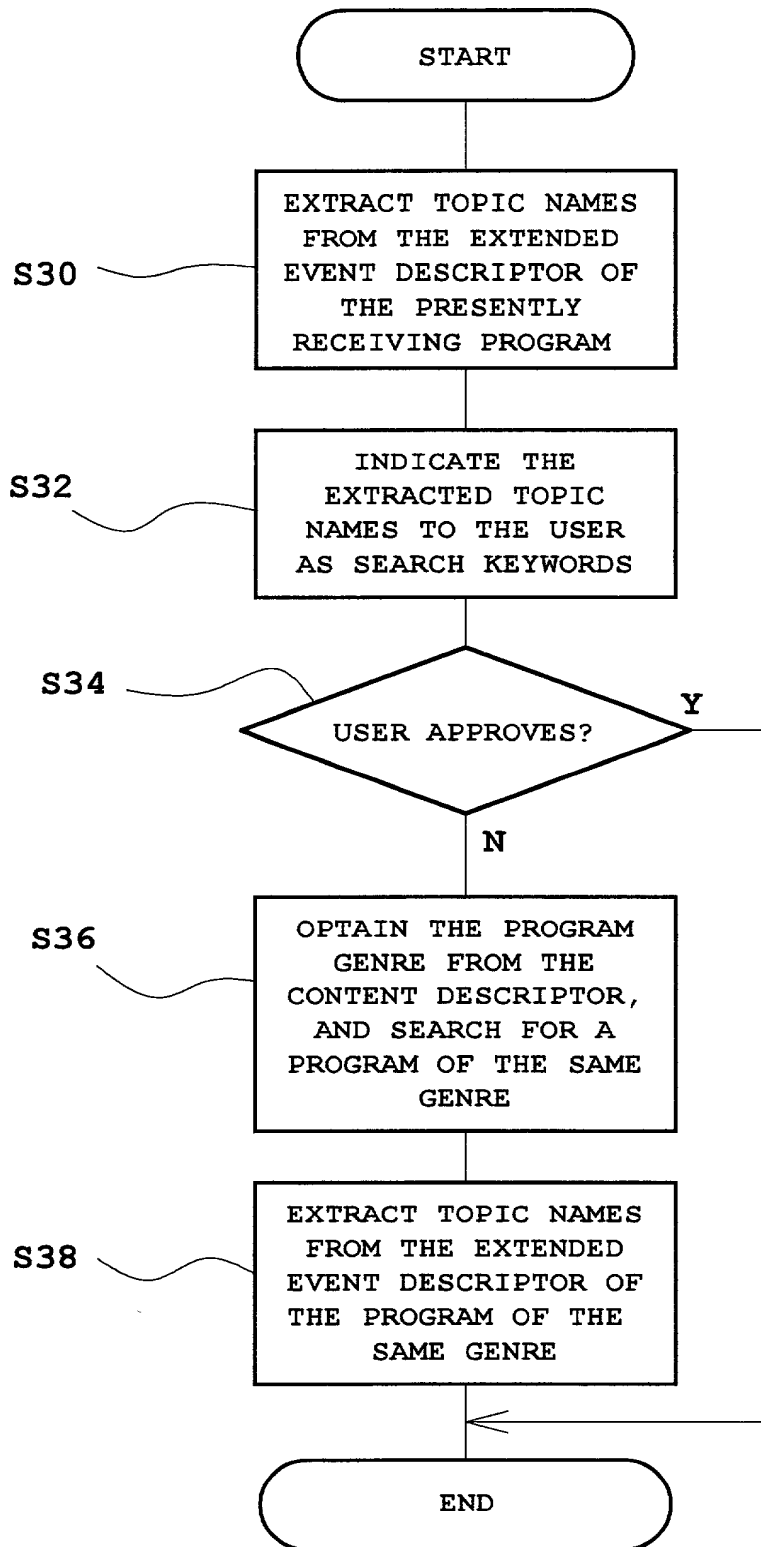 START
EXTRACT TOPIC NAMES
FROM THE EXTENDED
EVENT DESCRIPTOR OF
THE PRESENTLY
RECEIVING PROGRAM
S30
INDICATE THE
EXTRACTED TOPIC
NAMES TO THE USER
AS SEARCH KEYWORDS
S32
S34
USER APPROVES?
Y
N
OPTAIN THE PROGRAM
GENRE FROM THE
CONTENT DESCRIPTOR,
AND SEARCH FOR A
PROGRAM OF THE SAME
GENRE
S36
EXTRACT TOPIC NAMES
FROM THE EXTENDED
EVENT DESCRIPTOR OF
THE PROGRAM OF THE
SAME GENRE
S38
END